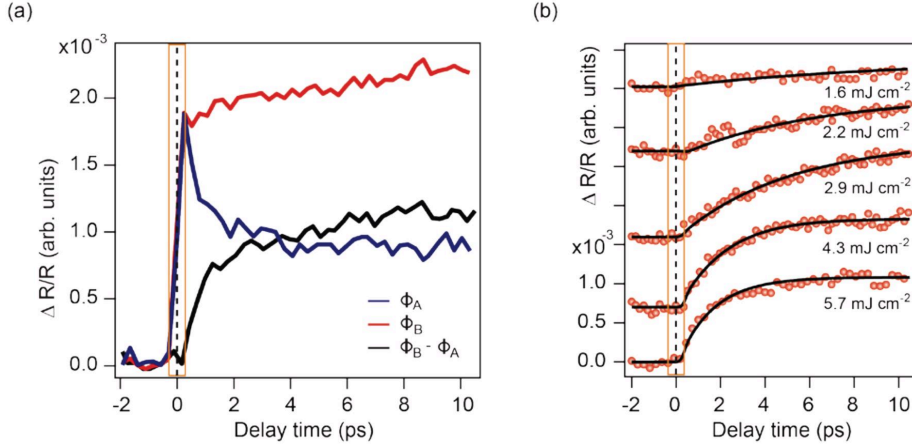 (a)
x10⁻³
Δ R/R (arb. units)
2.0
1.5
1.0
0.5
0.0
Φ_A
Φ_B
Φ_B - Φ_A
-2 0 2 4 6 8 10
Delay time (ps)
(b)
Δ R/R (arb. units)
1.6 mJ cm⁻²
2.2 mJ cm⁻²
2.9 mJ cm⁻²
x10⁻³
4.3 mJ cm⁻²
1.0
0.5
5.7 mJ cm⁻²
0.0
-2 0 2 4 6 8 10
Delay time (ps)